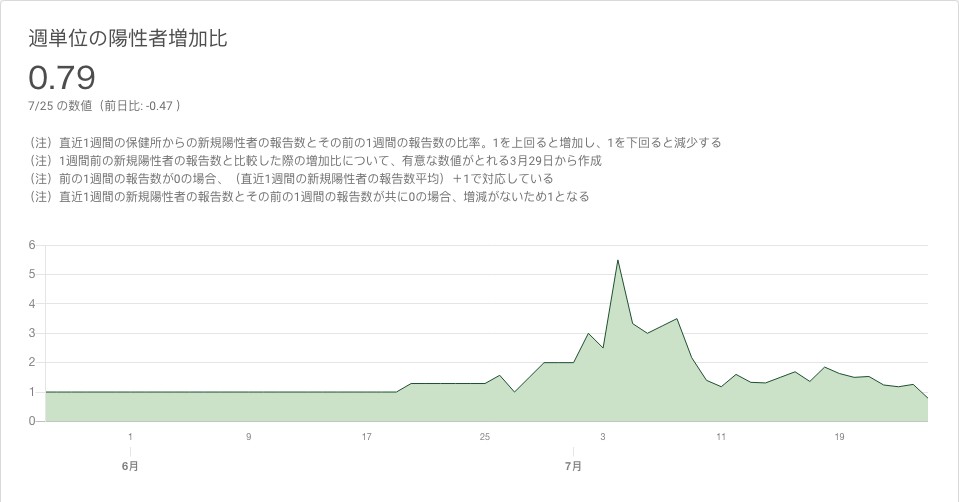 週単位の陽性者増加比
0.79
7/25 の数値（前日比: -0.47 ）
（注）直近1週間の保健所からの新規陽性者の報告数とその前の1週間の報告数の比率。1を上回ると増加し、1を下回ると減少する
（注）1週間前の新規陽性者の報告数と比較した際の増加比について、有意な数値がとれる3月29日から作成
（注）前の1週間の報告数が0の場合、（直近1週間の新規陽性者の報告数平均）＋1で対応している
（注）直近1週間の新規陽性者の報告数とその前の1週間の報告数が共に0の場合、増減がないため1となる
6
5
4
3
2
1
0
1 9 17 25 3 11 19
6月 7月